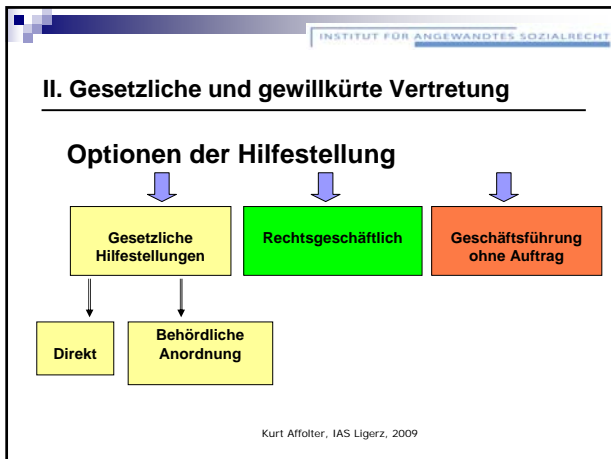 INSTITUT FÜR ANGEWANDTES SOZIALRECHT
II. Gesetzliche und gewillkürte Vertretung
Optionen der Hilfestellung
Gesetzliche
Hilfestellungen
Rechtsgeschäftlich
Geschäftsführung
ohne Auftrag
Direkt
Behördliche
Anordnung
Kurt Affolter, IAS Ligerz, 2009